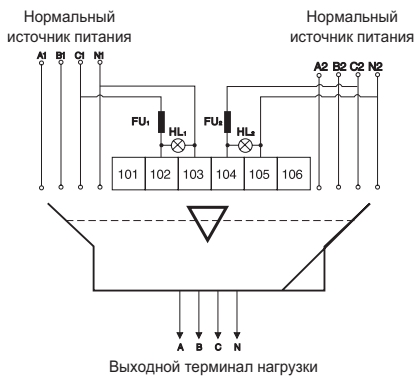 Нормальный
источник питания
Нормальный
источник питания
A1 B1 C1 N1
A2 B2 C2 N2
FU₁ HL₁ FU₂ HL₂
101 102 103 104 105 106
A B C N
Выходной терминал нагрузки